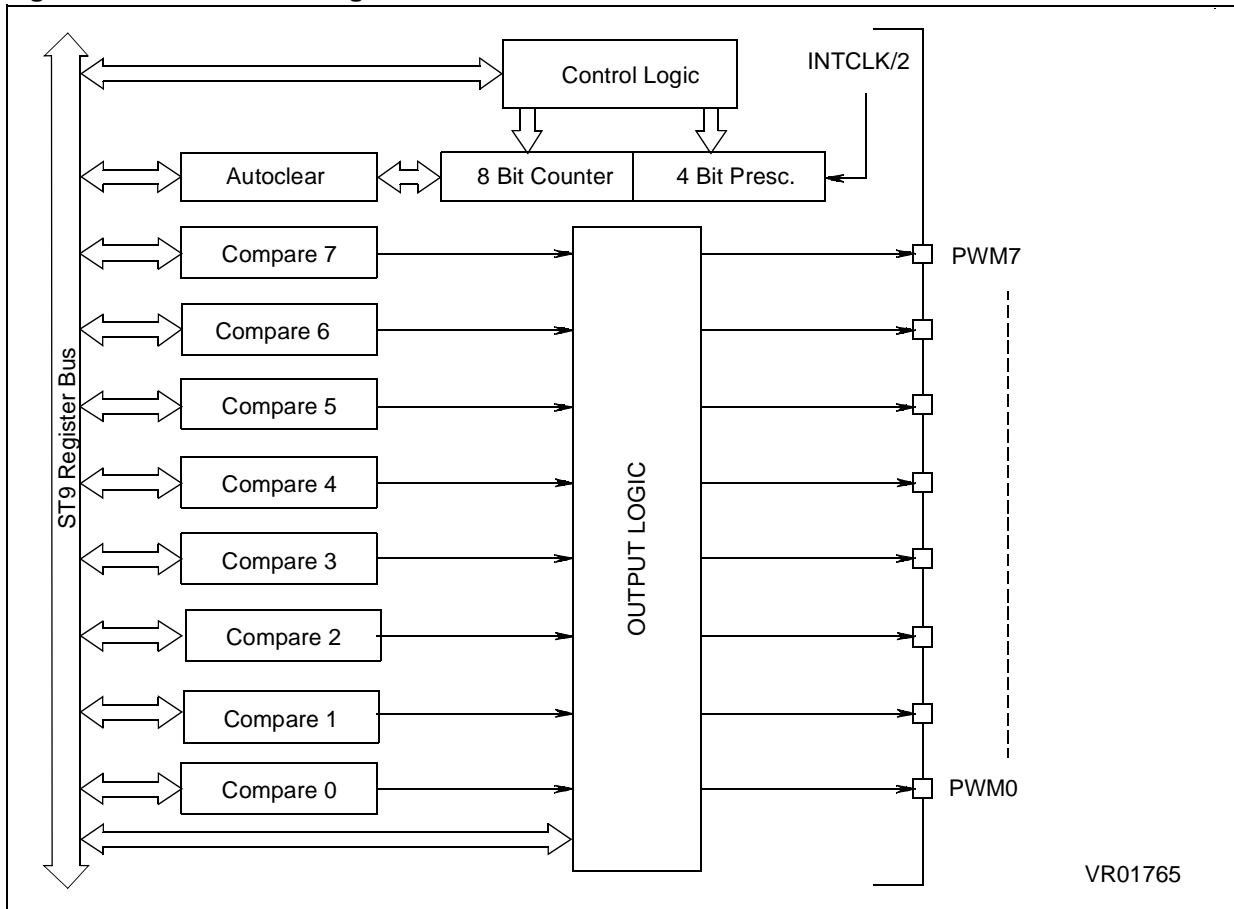 Control Logic
INTCLK/2
Autoclear
8 Bit Counter
4 Bit Presc.
Compare 7
PWM7
Compare 6
Compare 5
Compare 4
Compare 3
Compare 2
Compare 1
Compare 0
PWM0
ST9 Register Bus
OUTPUT LOGIC
VR01765